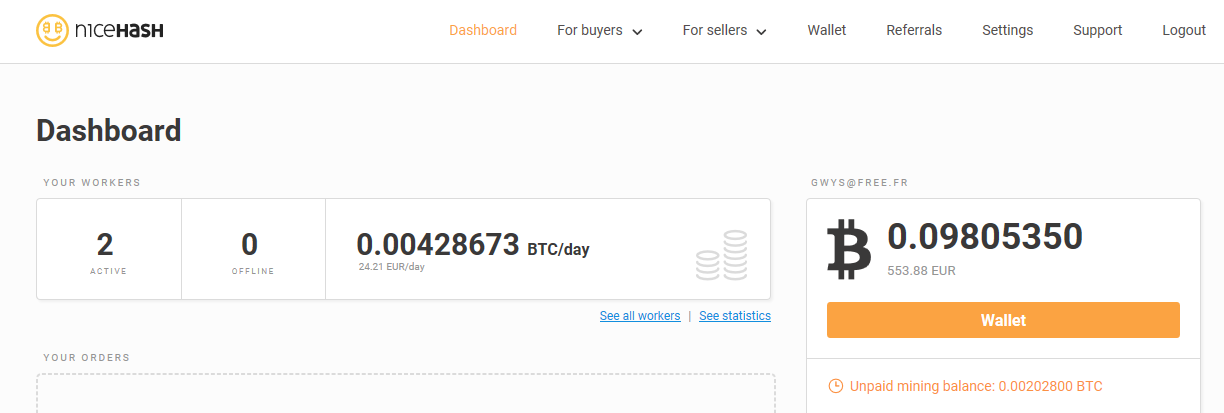 nıceHasH
Dashboard For buyers For sellers Wallet Referrals Settings Support Logout
Dashboard
YOUR WORKERS
2
ACTIVE
0
OFFLINE
0.00428673 BTC/day
24.21 EUR/day
See all workers | See statistics
YOUR ORDERS
GWYS@FREE.FR
0.09805350
553.88 EUR
Wallet
Unpaid mining balance: 0.00202800 BTC